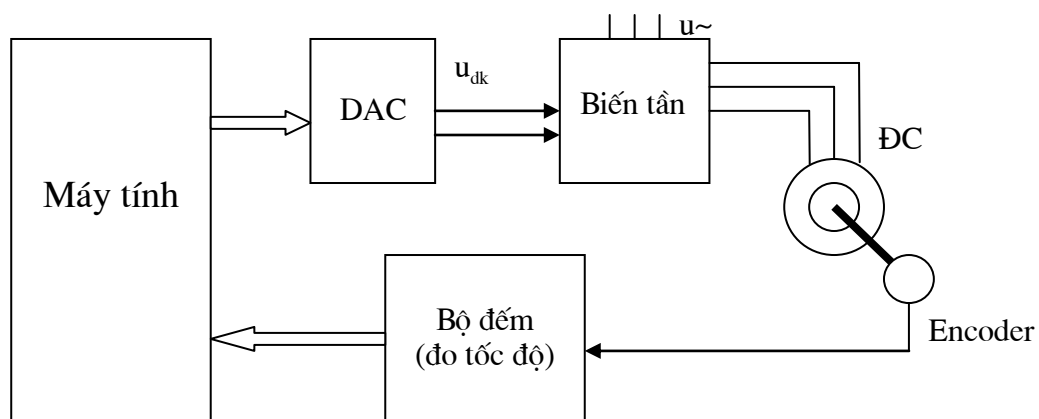 u~
u_dk
DAC
Biến tần
ĐC
Máy tính
Bộ đếm
(đo tốc độ)
Encoder